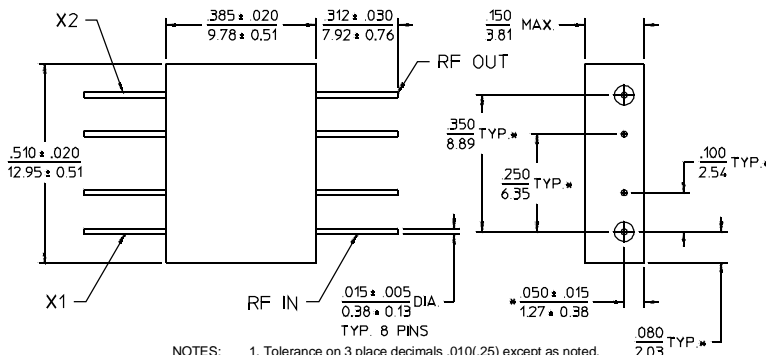 X2
.385 ± .020
9.78 ± 0.51
.312 ± .030
7.92 ± 0.76
RF OUT
.150 MAX.
3.81
.510 ± .020
12.95 ± 0.51
.350 TYP.*
8.89
.250 TYP.*
6.35
.100 TYP.
2.54
X1
RF IN
.015 ± .005 DIA.
0.38 ± 0.13
TYP. 8 PINS
* .050 ± .015
1.27 ± 0.38
.080 TYP.*
2.03
NOTES: 1. Tolerance on 3 place decimals .010(.25) except as noted.